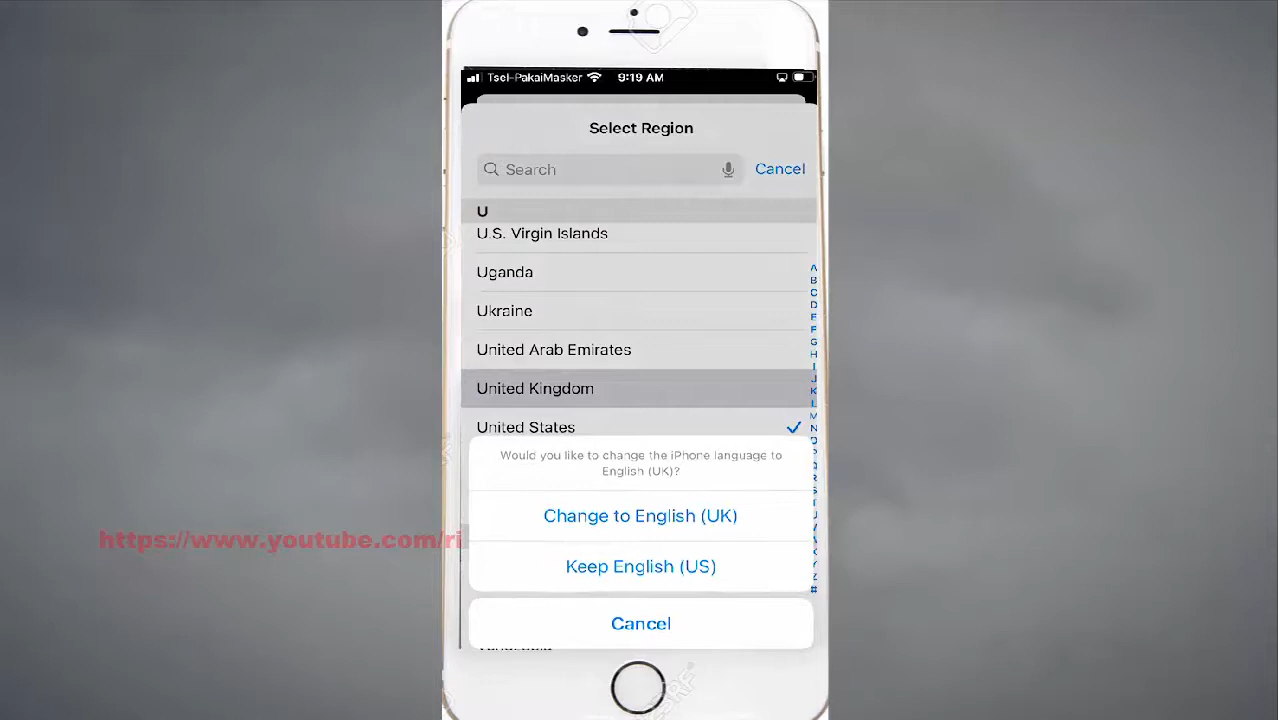 Tsel-PakaiMasker 9:19 AM
Select Region
Search Cancel
U
U.S. Virgin Islands
Uganda
Ukraine
United Arab Emirates
United Kingdom
United States
Would you like to change the iPhone language to
English (UK)?
Change to English (UK)
Keep English (US)
Cancel
A
B
C
D
E
F
G
H
I
J
K
L
M
N
https://www.youtube.com/ri